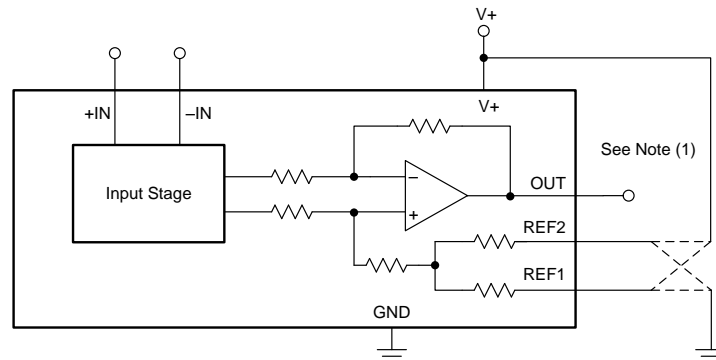 V+
V+
+IN
–IN
See Note (1)
Input Stage
–
+
OUT
REF2
REF1
GND